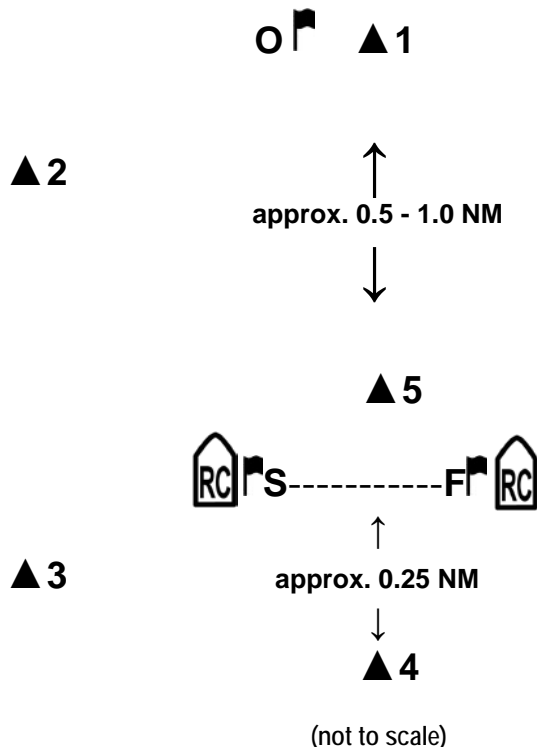 O ▲1
▲2
approx. 0.5 - 1.0 NM
▲5
RC S-----------F RC
▲3
approx. 0.25 NM
▲4
(not to scale)